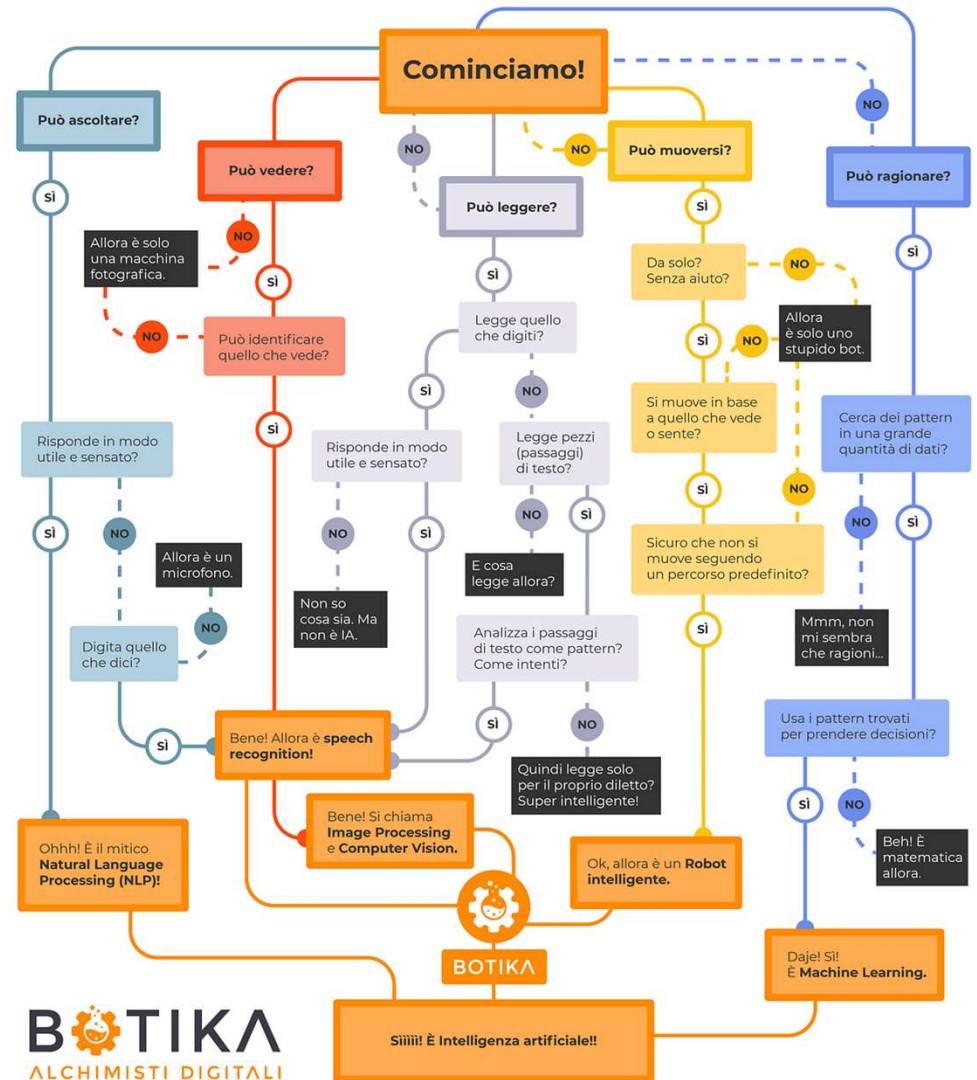 Cominciamo!
Può ascoltare?
SÌ
Risponde in modo
utile e sensato?
SÌ
NO
Digita quello
che dici?
NO
Allora è un
microfono.
SÌ
Ohhh! È il mitico
Natural Language
Processing (NLP)!
Può vedere?
NO
Allora è solo
una macchina
fotografica.
SÌ
NO
Può identificare
quello che vede?
SÌ
Bene! Si chiama
Image Processing
e Computer Vision.
NO
Può leggere?
SÌ
Legge quello
che digiti?
SÌ
Risponde in modo
utile e sensato?
SÌ
NO
Non so
cosa sia. Ma
non è IA.
NO
Legge pezzi
(passaggi)
di testo?
NO
E cosa
legge allora?
SÌ
Analizza i passaggi
di testo come pattern?
Come intenti?
SÌ
NO
Quindi legge solo
per il proprio diletto?
Super intelligente!
Bene! Allora è speech
recognition!
NO
Può muoversi?
SÌ
Da solo?
Senza aiuto?
NO
Allora
è solo uno
stupido bot.
SÌ
NO
Si muove in base
a quello che vede
o sente?
SÌ
NO
Sicuro che non si
muove seguendo
un percorso predefinito?
SÌ
Ok, allora è un Robot
intelligente.
NO
Può ragionare?
SÌ
Cerca dei pattern
in una grande
quantità di dati?
NO
Mmm, non
mi sembra
che ragioni...
SÌ
Usa i pattern trovati
per prendere decisioni?
SÌ
NO
Beh! È
matematica
allora.
Daje! Sì!
È Machine Learning.
BOTIKA
Sììììì! È Intelligenza artificiale!!
BOTIKA
ALCHIMISTI DIGITALI